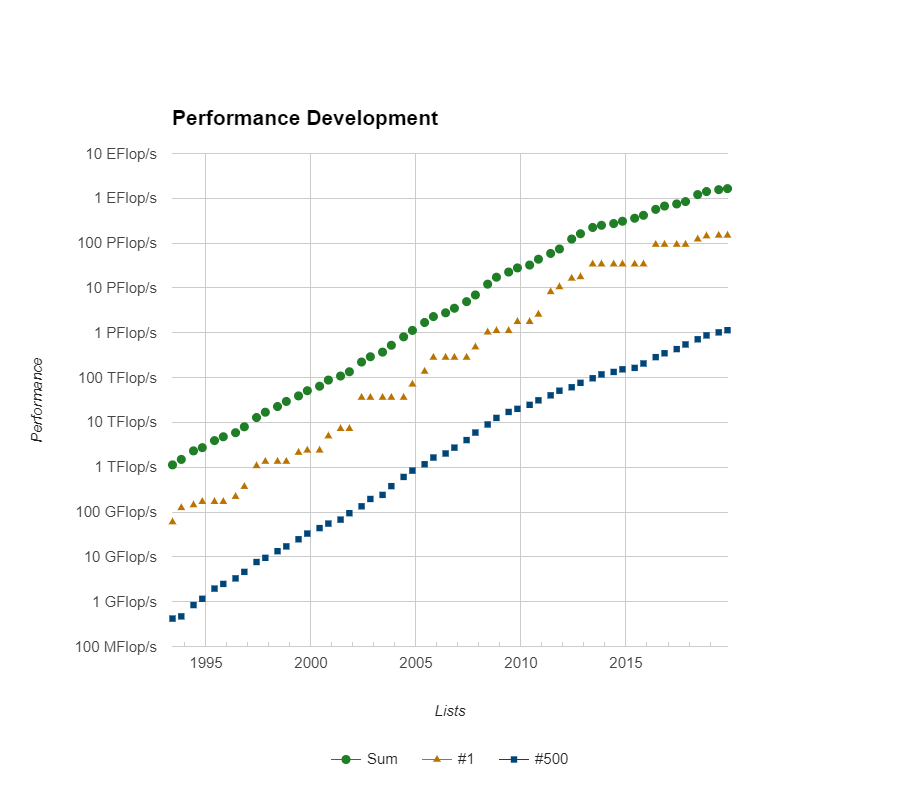 Performance Development
10 EFlop/s
1 EFlop/s
100 PFlop/s
10 PFlop/s
1 PFlop/s
100 TFlop/s
10 TFlop/s
1 TFlop/s
100 GFlop/s
10 GFlop/s
1 GFlop/s
100 MFlop/s
Performance
1995 2000 2005 2010 2015
Lists
Sum #1 #500